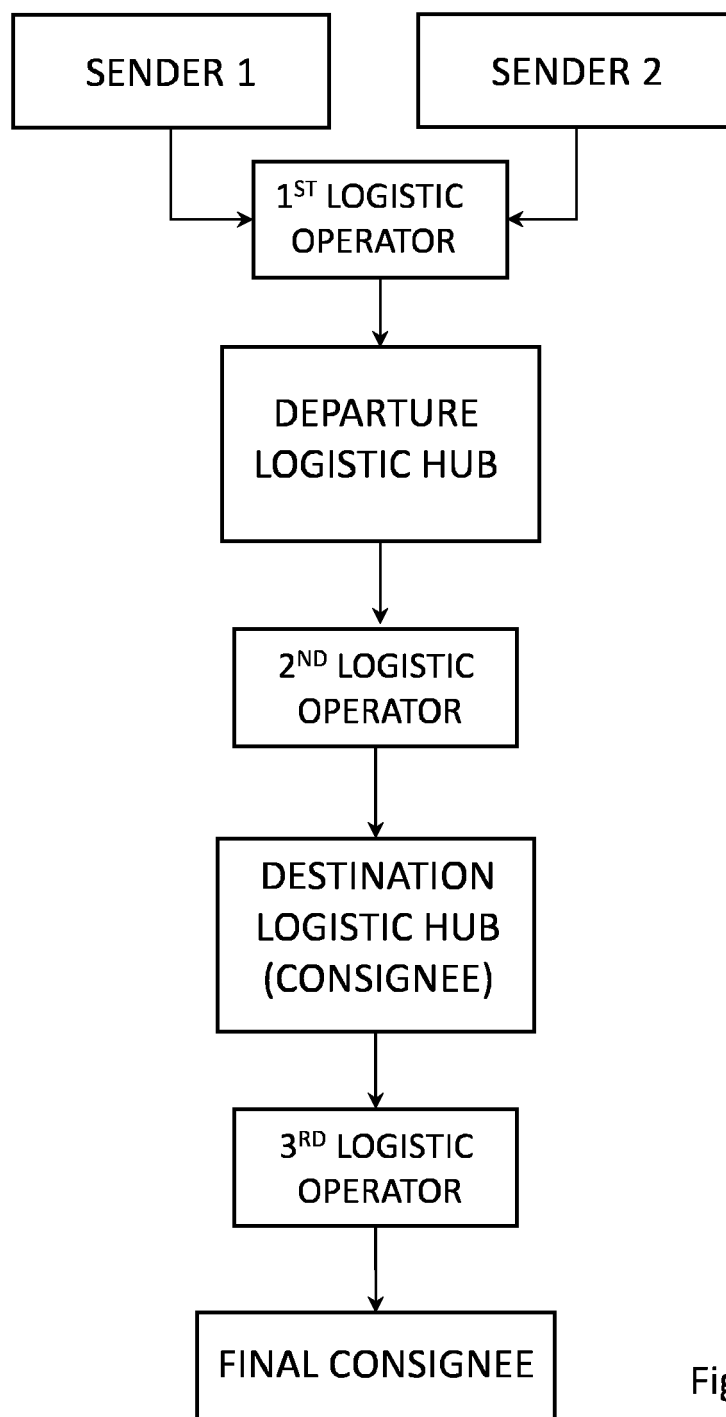 SENDER 1
SENDER 2
1ST LOGISTIC
OPERATOR
DEPARTURE
LOGISTIC HUB
2ND LOGISTIC
OPERATOR
DESTINATION
LOGISTIC HUB
(CONSIGNEE)
3RD LOGISTIC
OPERATOR
FINAL CONSIGNEE
Fig